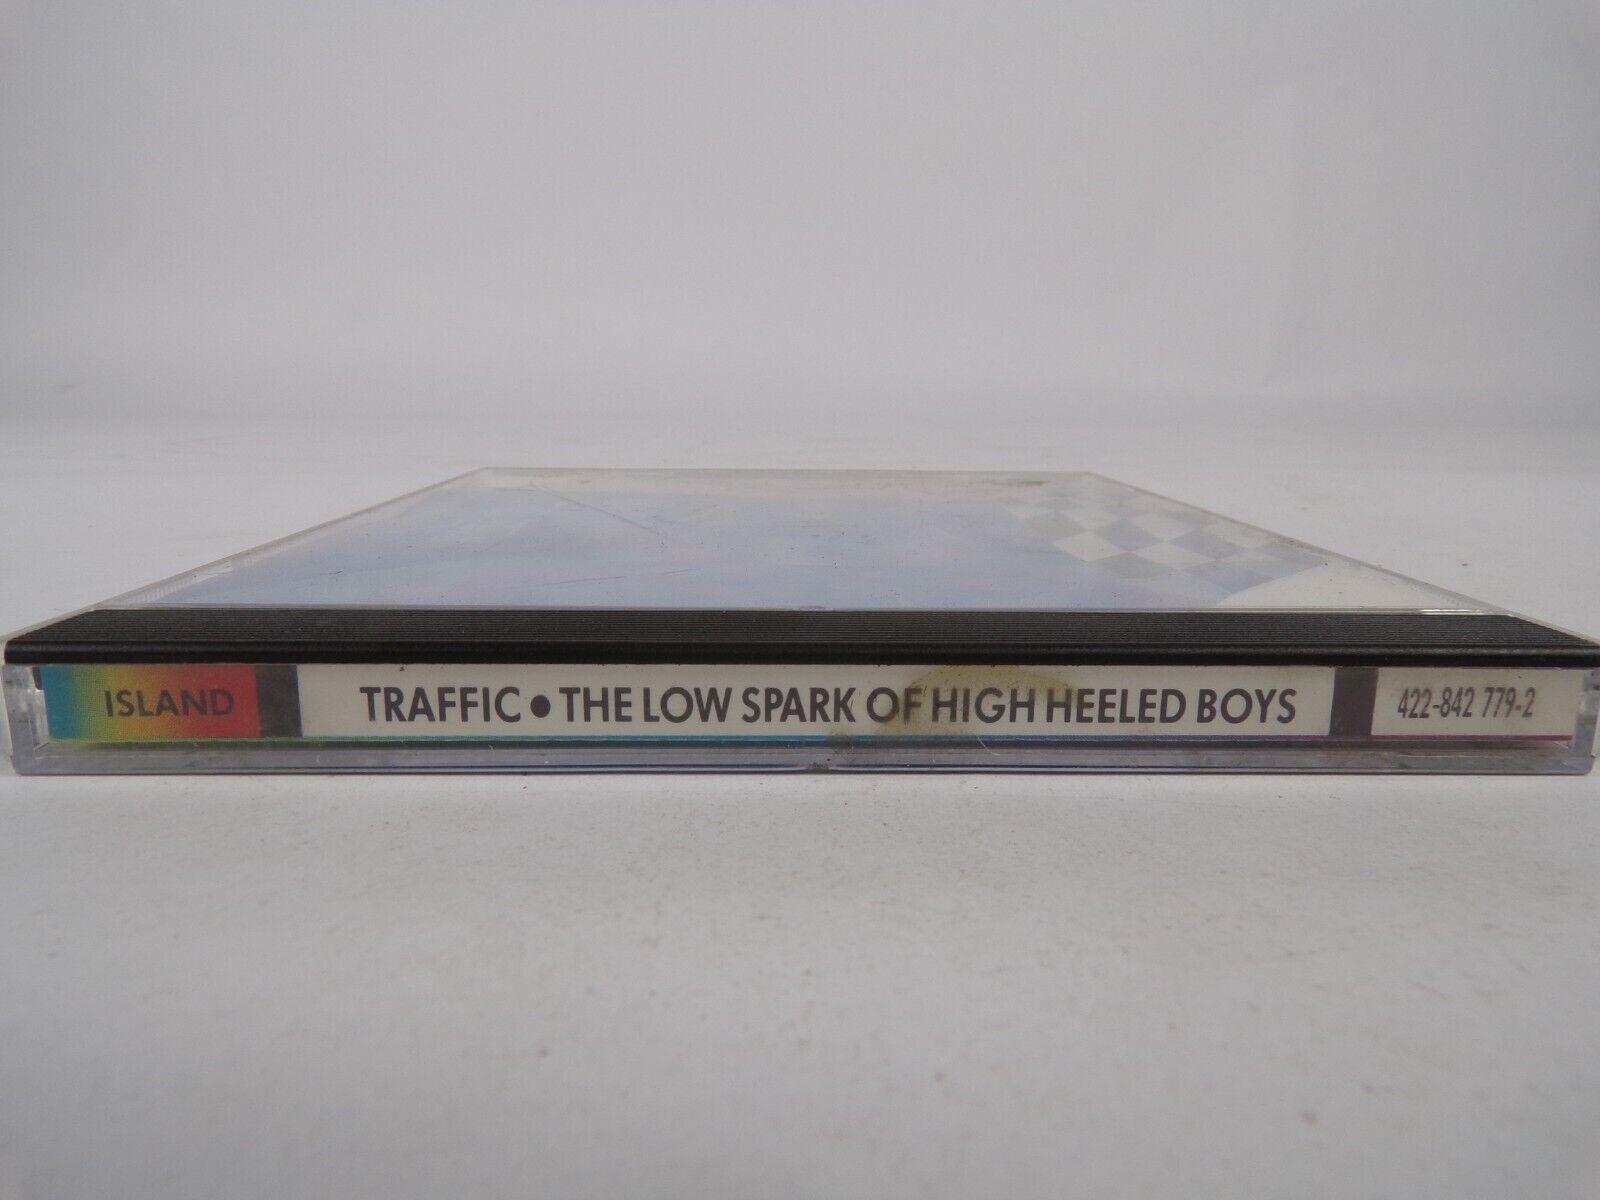 ISLAND TRAFFIC • THE LOW SPARK OF HIGH HEELED BOYS 422-842 779-2